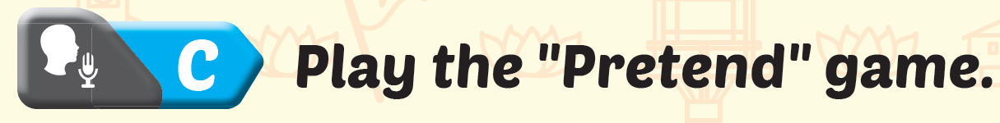 C Play the "Pretend" game.